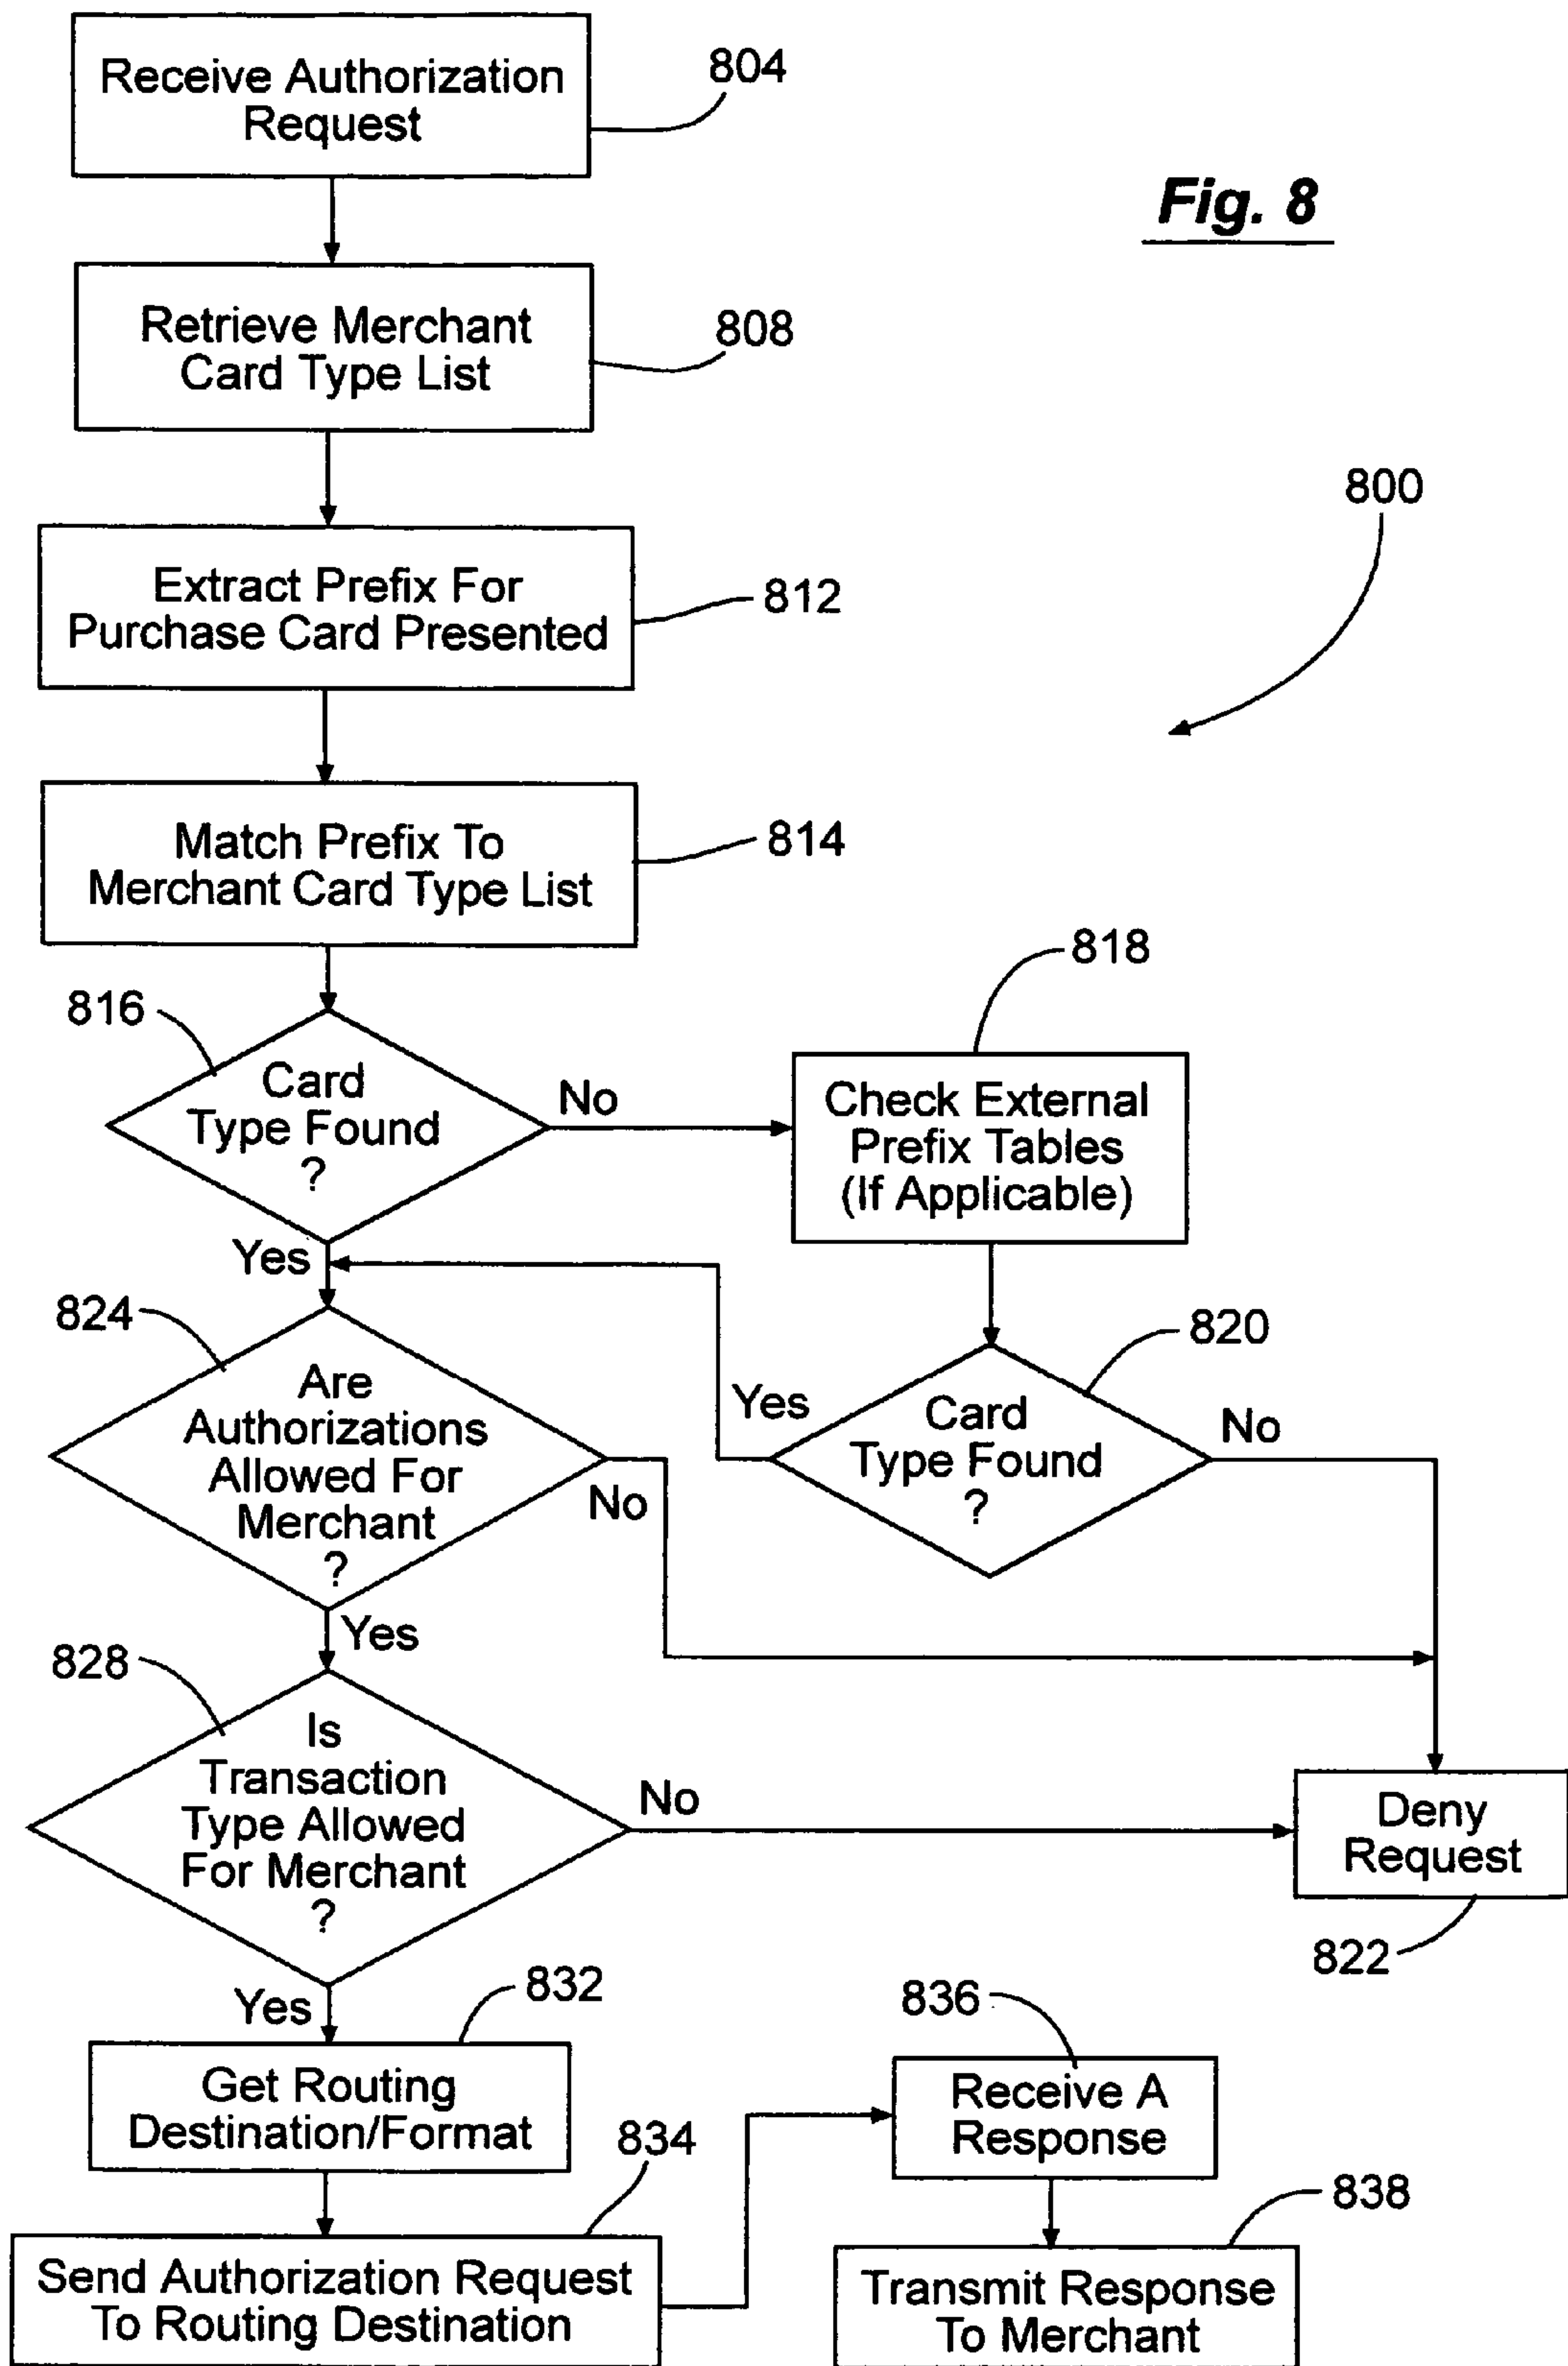 Receive Authorization
Request
804
Fig. 8
Retrieve Merchant
Card Type List
808
800
Extract Prefix For
Purchase Card Presented
812
Match Prefix To
Merchant Card Type List
814
816
Card
Type Found
?
No
Yes
818
Check External
Prefix Tables
(If Applicable)
820
Card
Type Found
?
Yes
No
824
Are
Authorizations
Allowed For
Merchant
?
No
Yes
828
Is
Transaction
Type Allowed
For Merchant
?
No
Yes
Deny
Request
822
832
Get Routing
Destination/Format
834
Send Authorization Request
To Routing Destination
836
Receive A
Response
838
Transmit Response
To Merchant